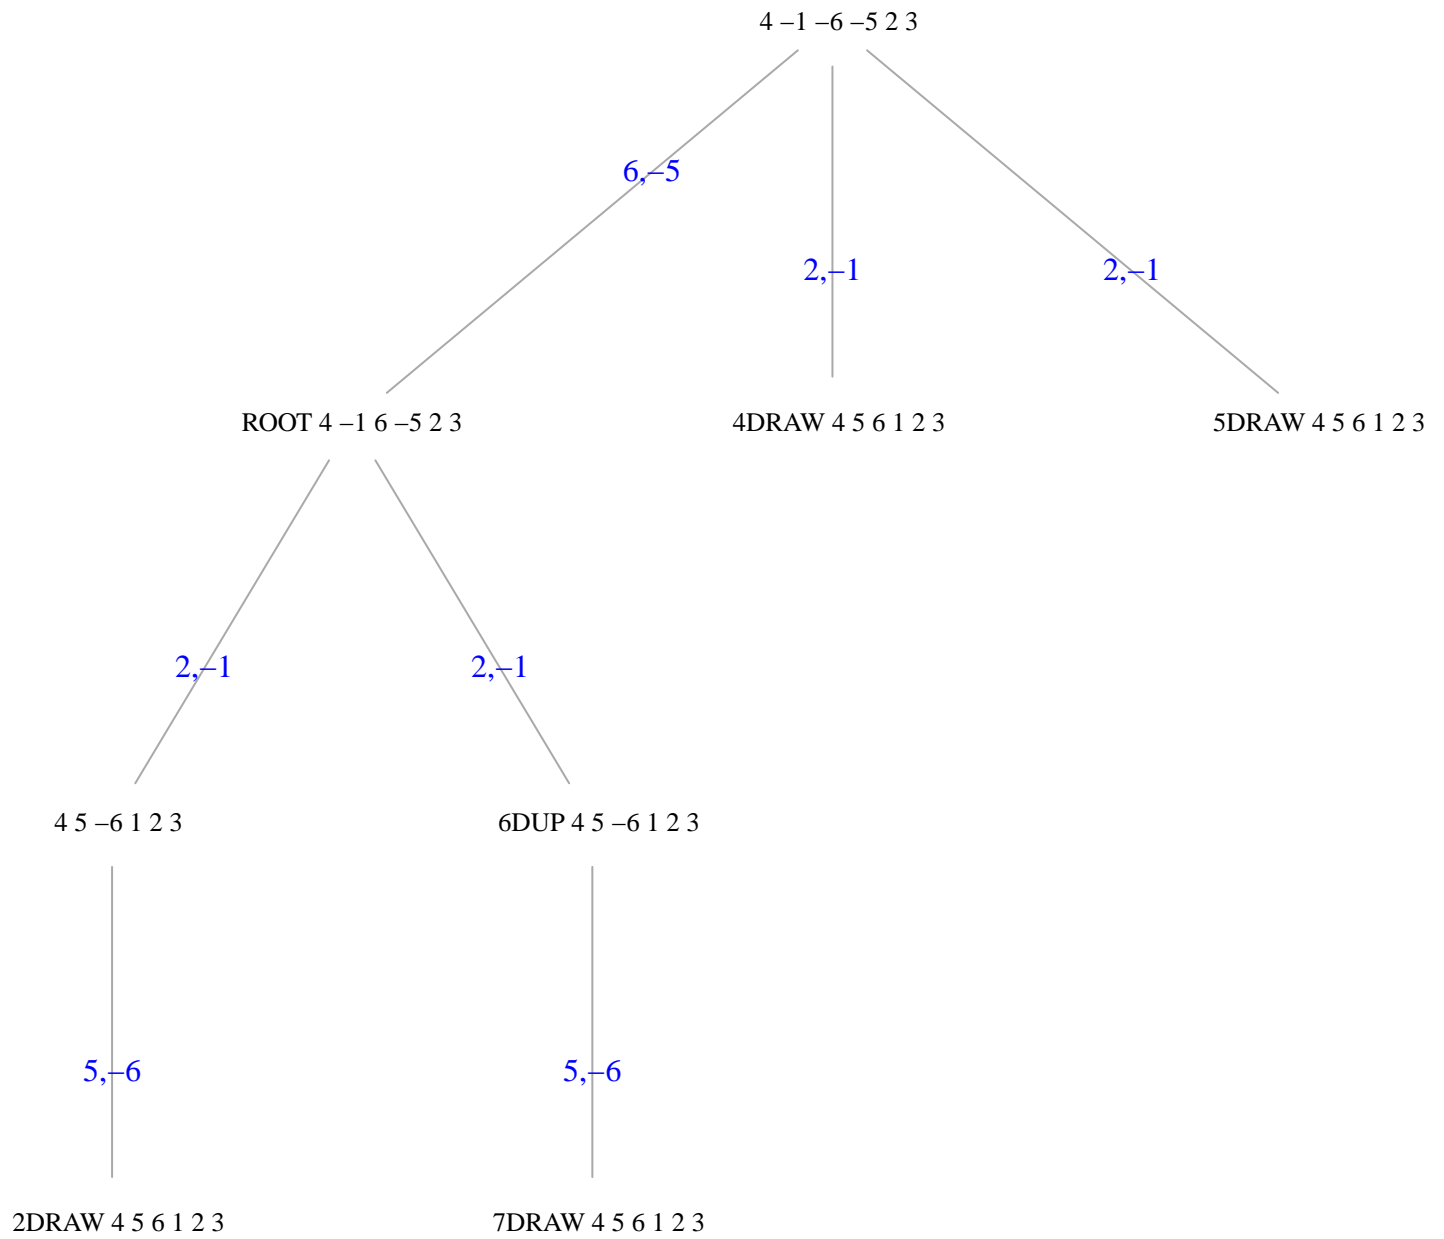 4 –1 –6 –5 2 3
6,–5
2,–1
2,–1
ROOT 4 –1 6 –5 2 3
4DRAW 4 5 6 1 2 3
5DRAW 4 5 6 1 2 3
2,–1
2,–1
4 5 –6 1 2 3
6DUP 4 5 –6 1 2 3
5,–6
5,–6
2DRAW 4 5 6 1 2 3
7DRAW 4 5 6 1 2 3